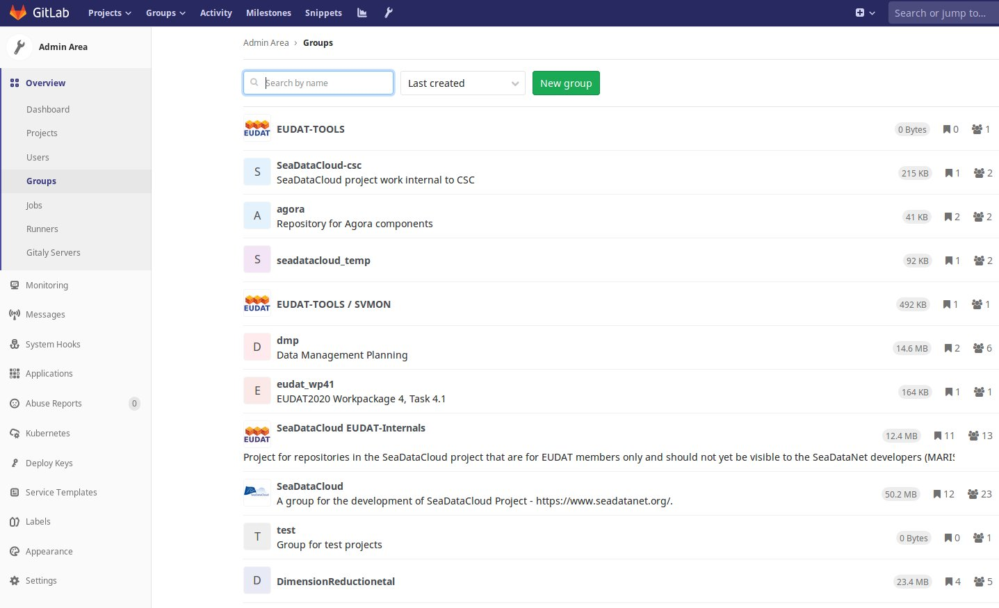 GitLab Projects Groups Activity Milestones Snippets Search or jump to...
Admin Area
Overview
Dashboard
Projects
Users
Groups
Jobs
Runners
Gitaly Servers
Monitoring
Messages
System Hooks
Applications
Abuse Reports 0
Kubernetes
Deploy Keys
Service Templates
Labels
Appearance
Settings
Admin Area › Groups
Search by name Last created New group
EUDAT EUDAT-TOOLS 0 Bytes 0 1
S SeaDataCloud-csc 215 KB 1 2
SeaDataCloud project work internal to CSC
A agora 41 KB 2 2
Repository for Agora components
S seadatacloud_temp 92 KB 1 2
EUDAT EUDAT-TOOLS / SVMON 492 KB 1 1
D dmp 14.6 MB 2 6
Data Management Planning
E eudat_wp41 164 KB 1 1
EUDAT2020 Workpackage 4, Task 4.1
EUDAT SeaDataCloud EUDAT-Internals 12.4 MB 11 13
Project for repositories in the SeaDataCloud project that are for EUDAT members only and should not yet be visible to the SeaDataNet developers (MARIS
SeaDataCloud SeaDataCloud 50.2 MB 12 23
A group for the development of SeaDataCloud Project - https://www.seadatanet.org/.
T test 0 Bytes 0 1
Group for test projects
D DimensionReductionetal 23.4 MB 4 5